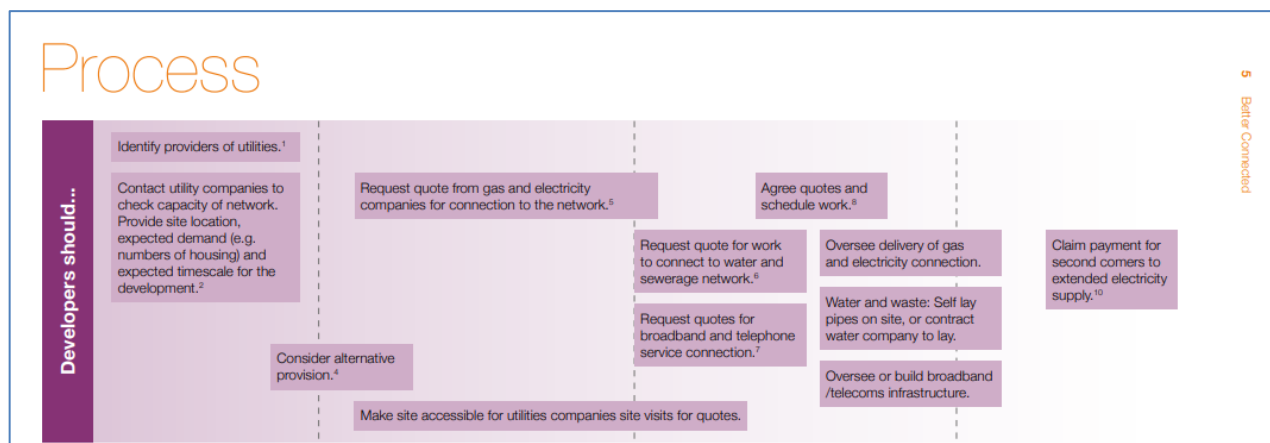 Process
5 Better Connected
Developers should...
Identify providers of utilities.¹
Contact utility companies to
check capacity of network.
Provide site location,
expected demand (e.g.
numbers of housing) and
expected timescale for the
development.²
Consider alternative
provision.⁴
Request quote from gas and electricity
companies for connection to the network.⁵
Make site accessible for utilities companies site visits for quotes.
Request quote for work
to connect to water and
sewerage network.⁶
Request quotes for
broadband and telephone
service connection.⁷
Agree quotes and
schedule work.⁸
Oversee delivery of gas
and electricity connection.
Water and waste: Self lay
pipes on site, or contract
water company to lay.
Oversee or build broadband
/telecoms infrastructure.
Claim payment for
second comers to
extended electricity
supply.¹⁰